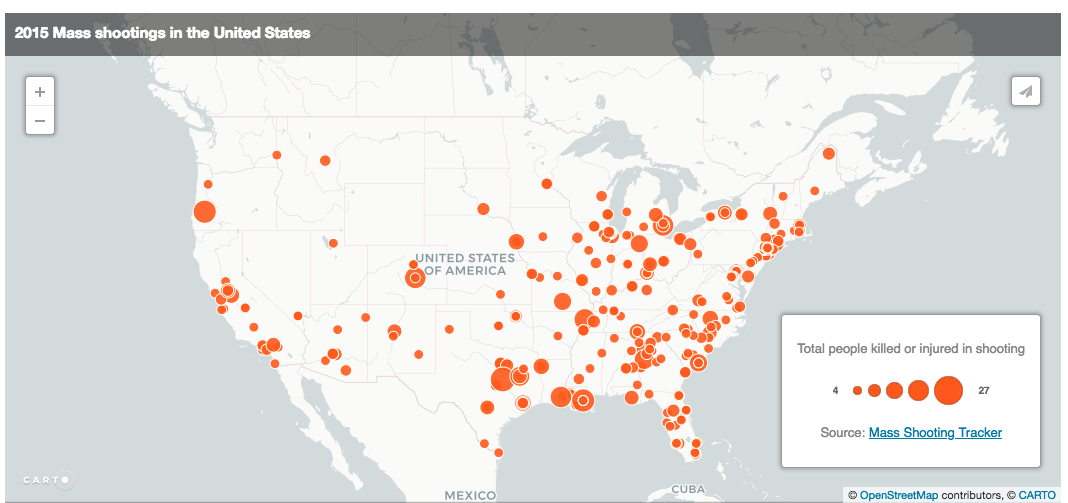 2015 Mass shootings in the United States
+
−
UNITED STATES
OF AMERICA
Total people killed or injured in shooting
4
27
Source: Mass Shooting Tracker
CARTO
MEXICO
CUBA
© OpenStreetMap contributors, © CARTO